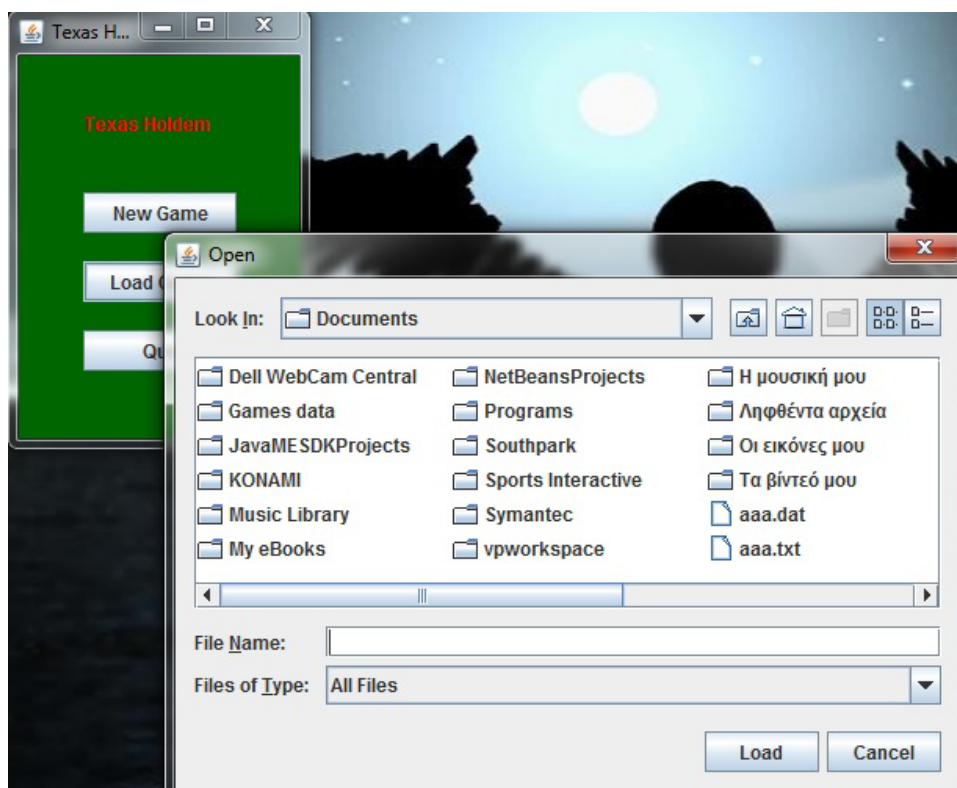 Texas H...
Texas Holdem
New Game
Load
Open
Look In:
Documents
Dell WebCam Central
NetBeansProjects
Η μουσική μου
Games data
Programs
Ληφθέντα αρχεία
JavaMESDKProjects
Southpark
Οι εικόνες μου
KONAMI
Sports Interactive
Τα βίντεό μου
Music Library
Symantec
aaa.dat
My eBooks
vpworkspace
aaa.txt
File Name:
Files of Type:
All Files
Load
Cancel